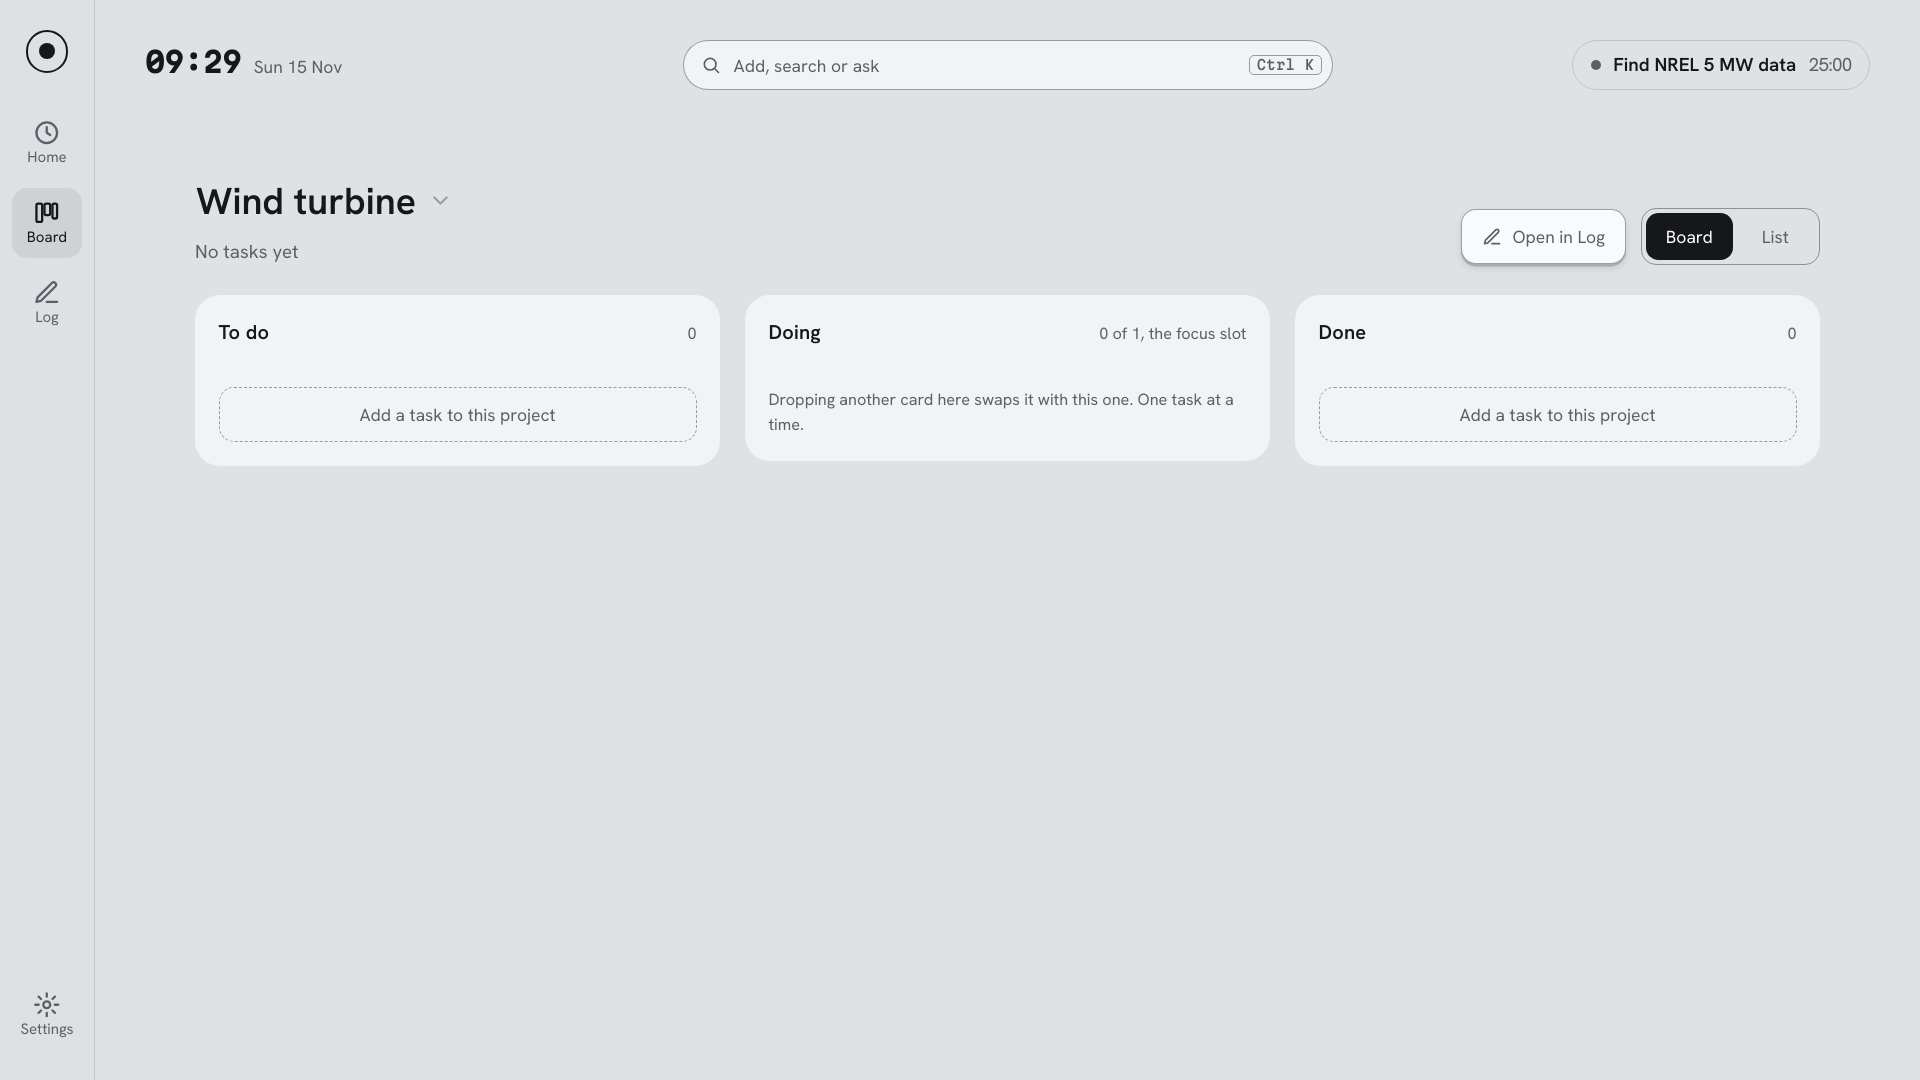 09:29 Sun 15 Nov
Add, search or ask
Ctrl K
Find NREL 5 MW data 25:00
Home
Board
Log
Settings
Wind turbine
No tasks yet
Open in Log
Board
List
To do
0
Add a task to this project
Doing
0 of 1, the focus slot
Dropping another card here swaps it with this one. One task at a
time.
Done
0
Add a task to this project